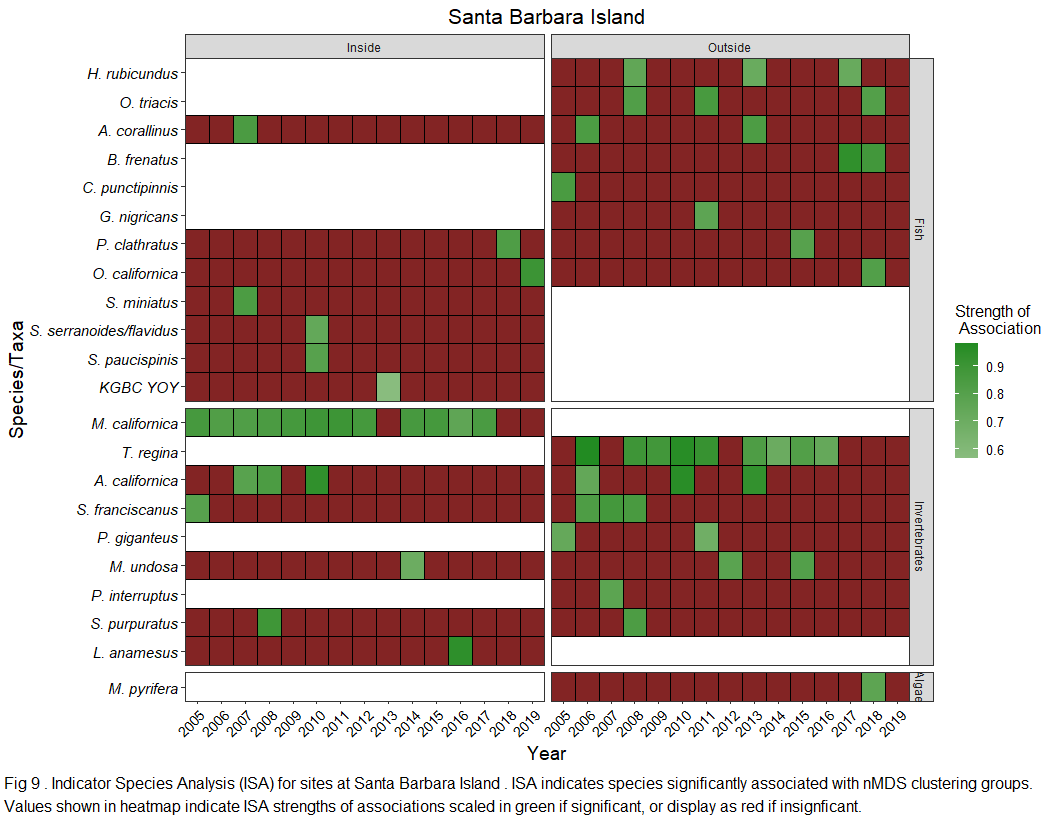 Santa Barbara Island
Inside
Outside
H. rubicundus
O. triacis
A. corallinus
B. frenatus
C. punctipinnis
G. nigricans
P. clathratus
O. californica
S. miniatus
S. serranoides/flavidus
S. paucispinis
KGBC YOY
Fish
M. californica
T. regina
A. californica
S. franciscanus
P. giganteus
M. undosa
P. interruptus
S. purpuratus
L. anamesus
Invertebrates
M. pyrifera
Algae
Species/Taxa
2005 2006 2007 2008 2009 2010 2011 2012 2013 2014 2015 2016 2017 2018 2019
2005 2006 2007 2008 2009 2010 2011 2012 2013 2014 2015 2016 2017 2018 2019
Year
Strength of
Association
0.9
0.8
0.7
0.6
Fig 9 . Indicator Species Analysis (ISA) for sites at Santa Barbara Island . ISA indicates species significantly associated with nMDS clustering groups.
Values shown in heatmap indicate ISA strengths of associations scaled in green if significant, or display as red if insignficant.